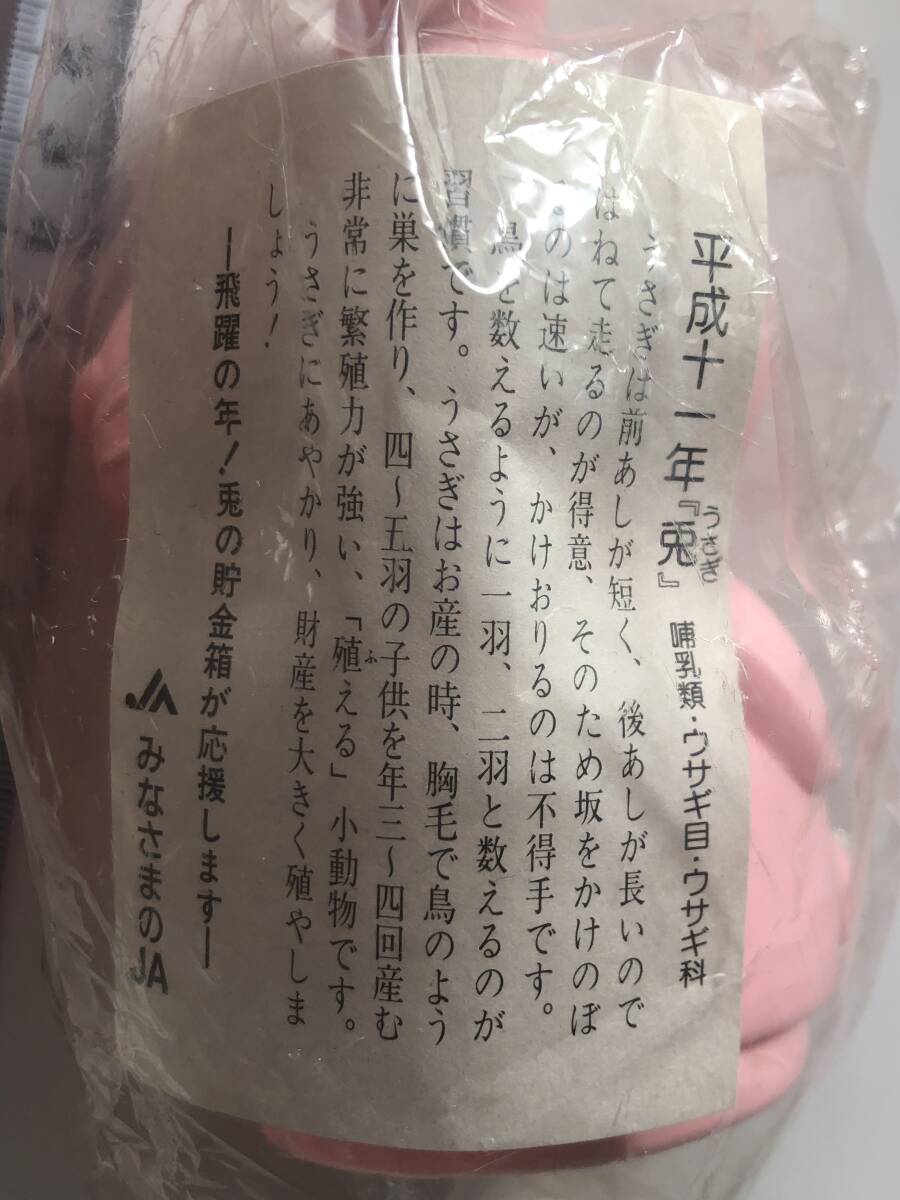 平成十一年『兎』 哺乳類・ウサギ目・ウサギ科
うさぎ
うさぎは前あしが短く、後あしが長いので
はねて走るのが得意、そのため坂をかけのぼ
るのは速いが、かけおりるのは不得手です。
鳥を数えるように一羽、二羽と数えるのが
習慣です。うさぎはお産の時、胸毛で鳥のよう
に巣を作り、四〜五羽の子供を年三〜四回産む
非常に繁殖力が強い、「殖える」小動物です。
ふ
うさぎにあやかり、財産を大きく殖やしま
しょう！
―飛躍の年！兎の貯金箱が応援します―
JA みなさまのJA